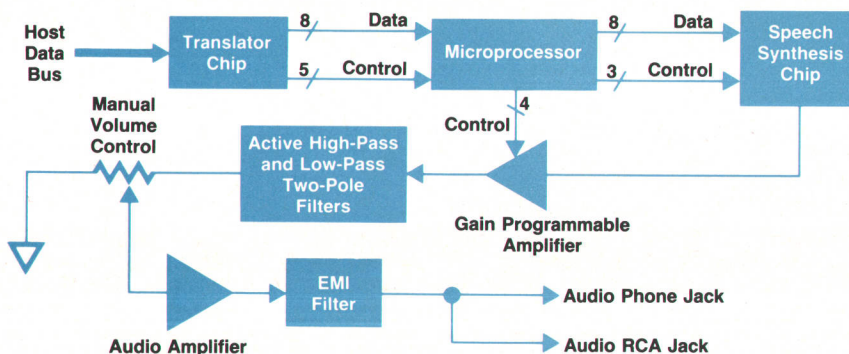 Host
Data
Bus
Translator
Chip
8
Data
5
Control
Microprocessor
8
Data
3
Control
Speech
Synthesis
Chip
4
Control
Manual
Volume
Control
Active High-Pass
and Low-Pass
Two-Pole
Filters
Gain Programmable
Amplifier
Audio Amplifier
EMI
Filter
Audio Phone Jack
Audio RCA Jack